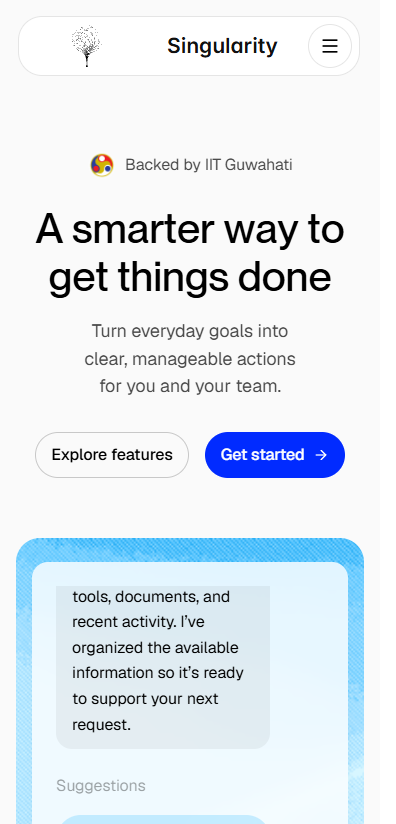 Singularity
Backed by IIT Guwahati
A smarter way to
get things done
Turn everyday goals into
clear, manageable actions
for you and your team.
Explore features
Get started →
tools, documents, and
recent activity. I’ve
organized the available
information so it’s ready
to support your next
request.
Suggestions